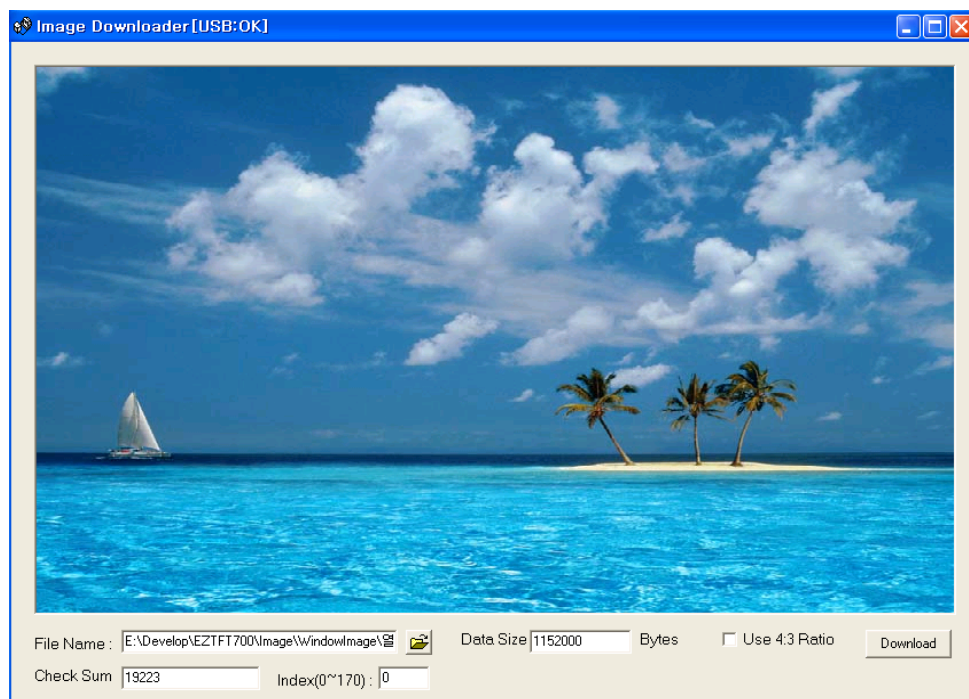 Image Downloader[USB:OK]
File Name : E:\Develop\EZTFT700\Image\WindowImage\열
Data Size 1152000 Bytes
Use 4:3 Ratio
Download
Check Sum 19223
Index(0~170) : 0